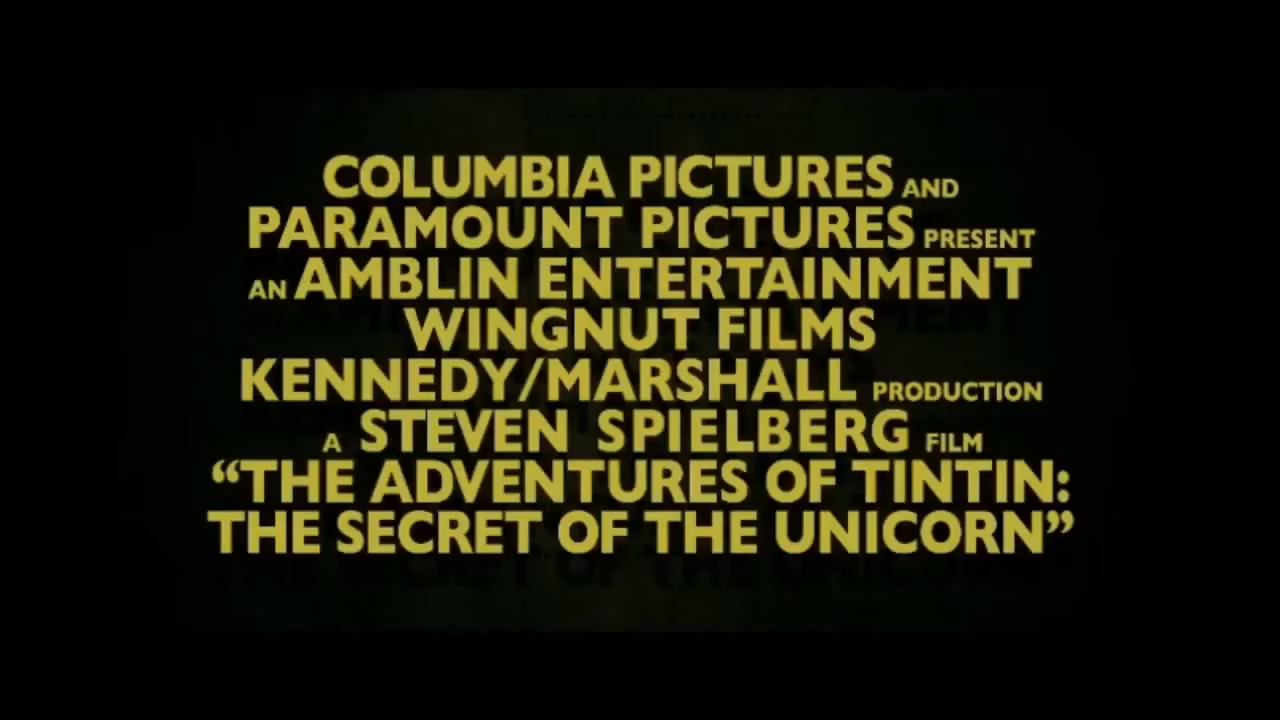 COLUMBIA PICTURES AND
PARAMOUNT PICTURES PRESENT
AN AMBLIN ENTERTAINMENT
WINGNUT FILMS
KENNEDY/MARSHALL PRODUCTION
A STEVEN SPIELBERG FILM
“THE ADVENTURES OF TINTIN:
THE SECRET OF THE UNICORN”